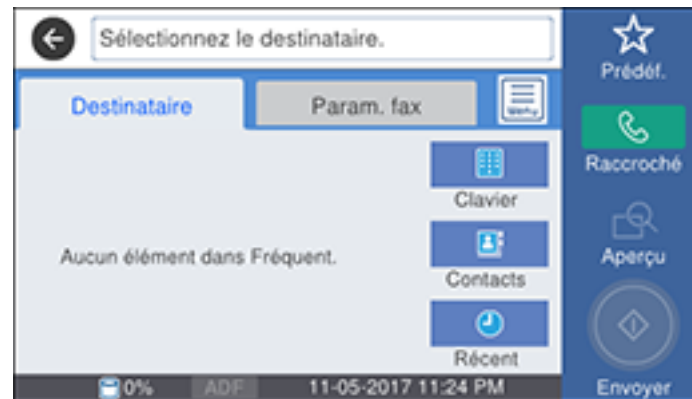 Sélectionnez le destinataire.
Prédéf.
Destinataire
Param. fax
Menu
Raccroché
Clavier
Aucun élément dans Fréquent.
Contacts
Aperçu
Récent
0%
ADF
11-05-2017 11:24 PM
Envoyer